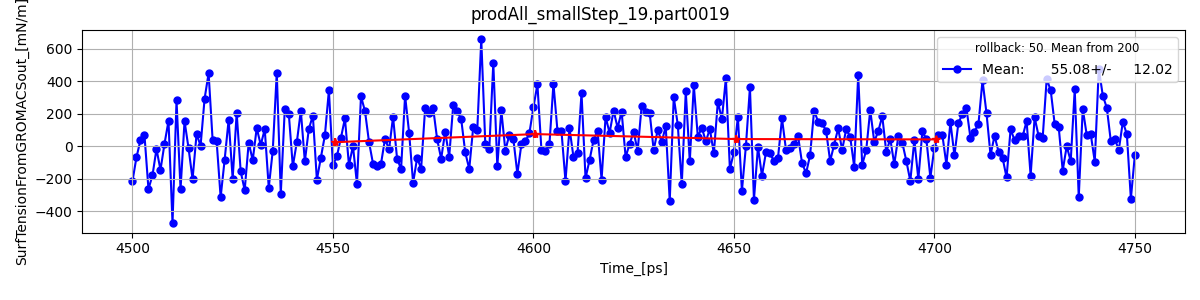 prodAll_smallStep_19.part0019
SurfTensionFromGROMACSout_[mN/m]
600
400
200
0
−200
−400
rollback: 50. Mean from 200
Mean: 55.08+/- 12.02
4500 4550 4600 4650 4700 4750
Time_[ps]